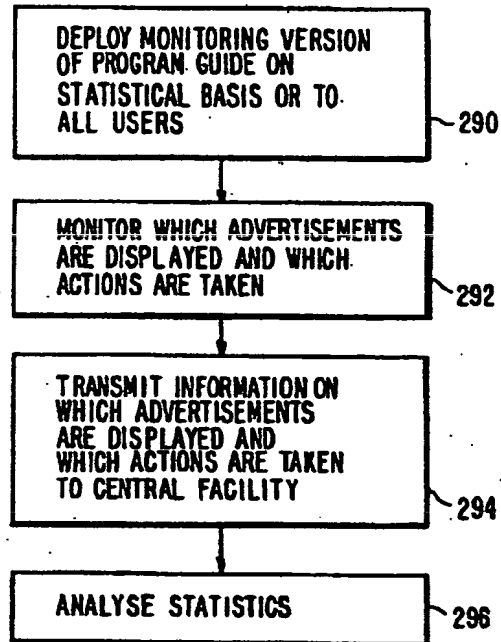 DEPLOY MONITORING VERSION
OF PROGRAM GUIDE ON
STATISTICAL BASIS OR TO
ALL USERS
290
MONITOR WHICH ADVERTISEMENTS
ARE DISPLAYED AND WHICH
ACTIONS ARE TAKEN
292
TRANSMIT INFORMATION ON
WHICH ADVERTISEMENTS
ARE DISPLAYED AND
WHICH ACTIONS ARE TAKEN
TO CENTRAL FACILITY
294
ANALYSE STATISTICS
296